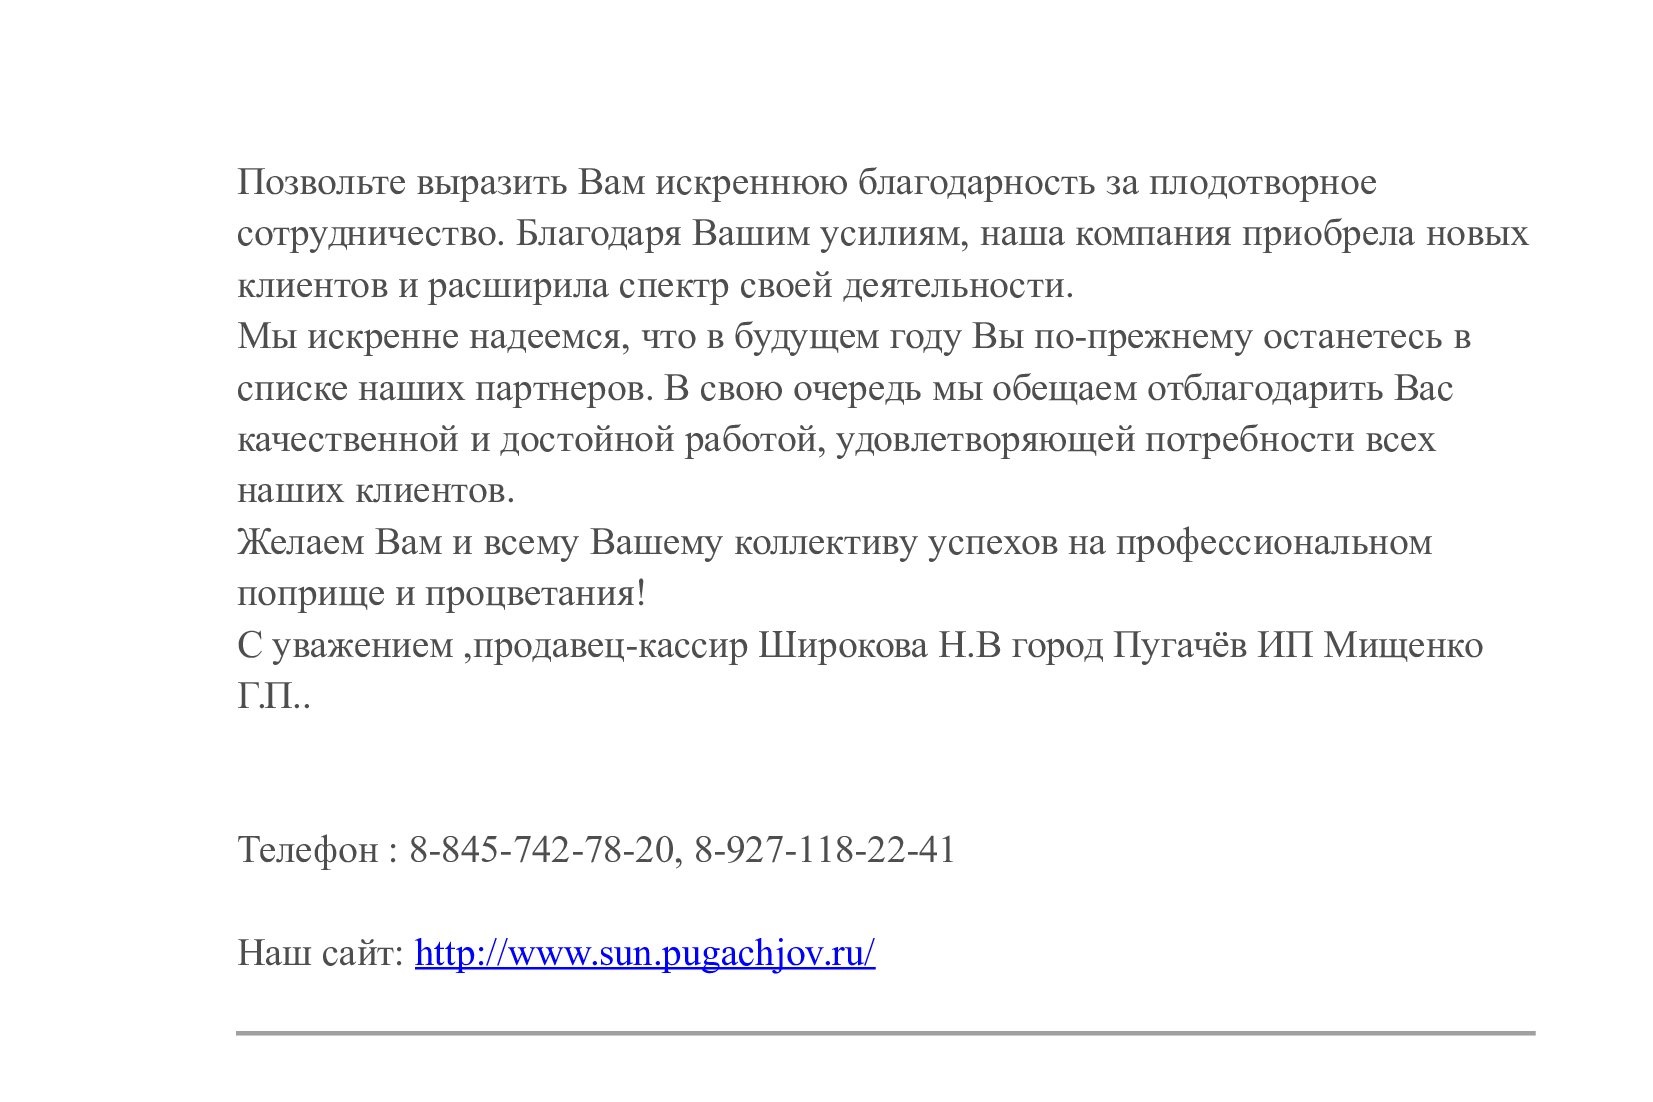 Позвольте выразить Вам искреннюю благодарность за плодотворное
сотрудничество. Благодаря Вашим усилиям, наша компания приобрела новых
клиентов и расширила спектр своей деятельности.
Мы искренне надеемся, что в будущем году Вы по-прежнему останетесь в
списке наших партнеров. В свою очередь мы обещаем отблагодарить Вас
качественной и достойной работой, удовлетворяющей потребности всех
наших клиентов.
Желаем Вам и всему Вашему коллективу успехов на профессиональном
поприще и процветания!
С уважением ,продавец-кассир Широкова Н.В город Пугачёв ИП Мищенко
Г.П..
Телефон : 8-845-742-78-20, 8-927-118-22-41
Наш сайт: http://www.sun.pugachjov.ru/